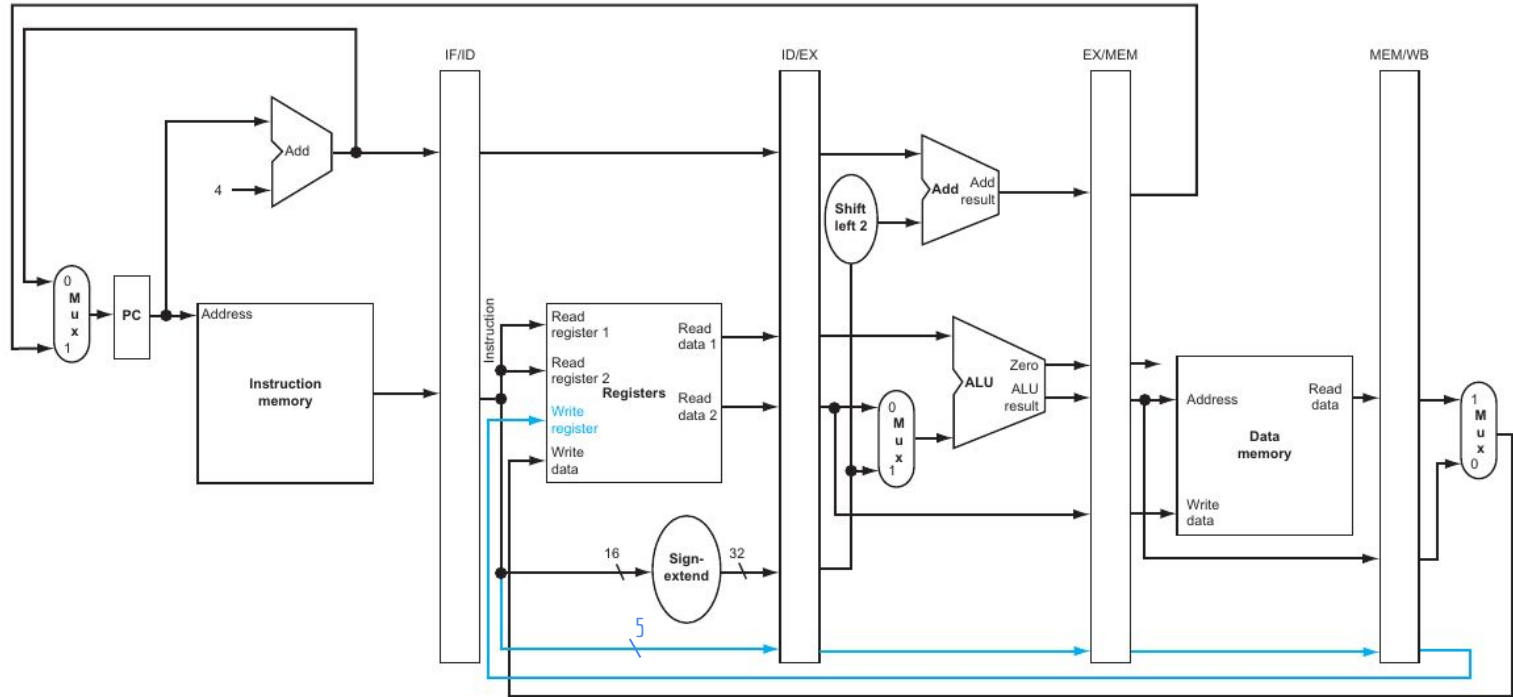 IF/ID
ID/EX
EX/MEM
MEM/WB
Add
4
Shift
left 2
Add
Add
result
0
M
u
x
1
PC
Address
Instruction
memory
Instruction
Read
register 1
Read
register 2
Write
register
Write
data
Registers
Read
data 1
Read
data 2
16
Sign-
extend
32
0
M
u
x
1
ALU
Zero
ALU
result
Address
Write
data
Data
memory
Read
data
1
M
u
x
0
5